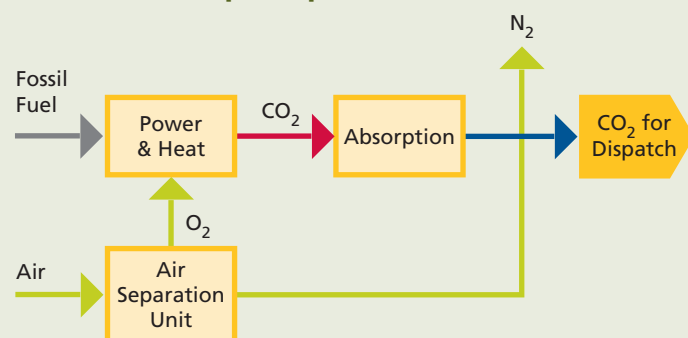 N2
Fossil
Fuel
Power
& Heat
CO2
Absorption
CO2 for
Dispatch
O2
Air
Air
Separation
Unit